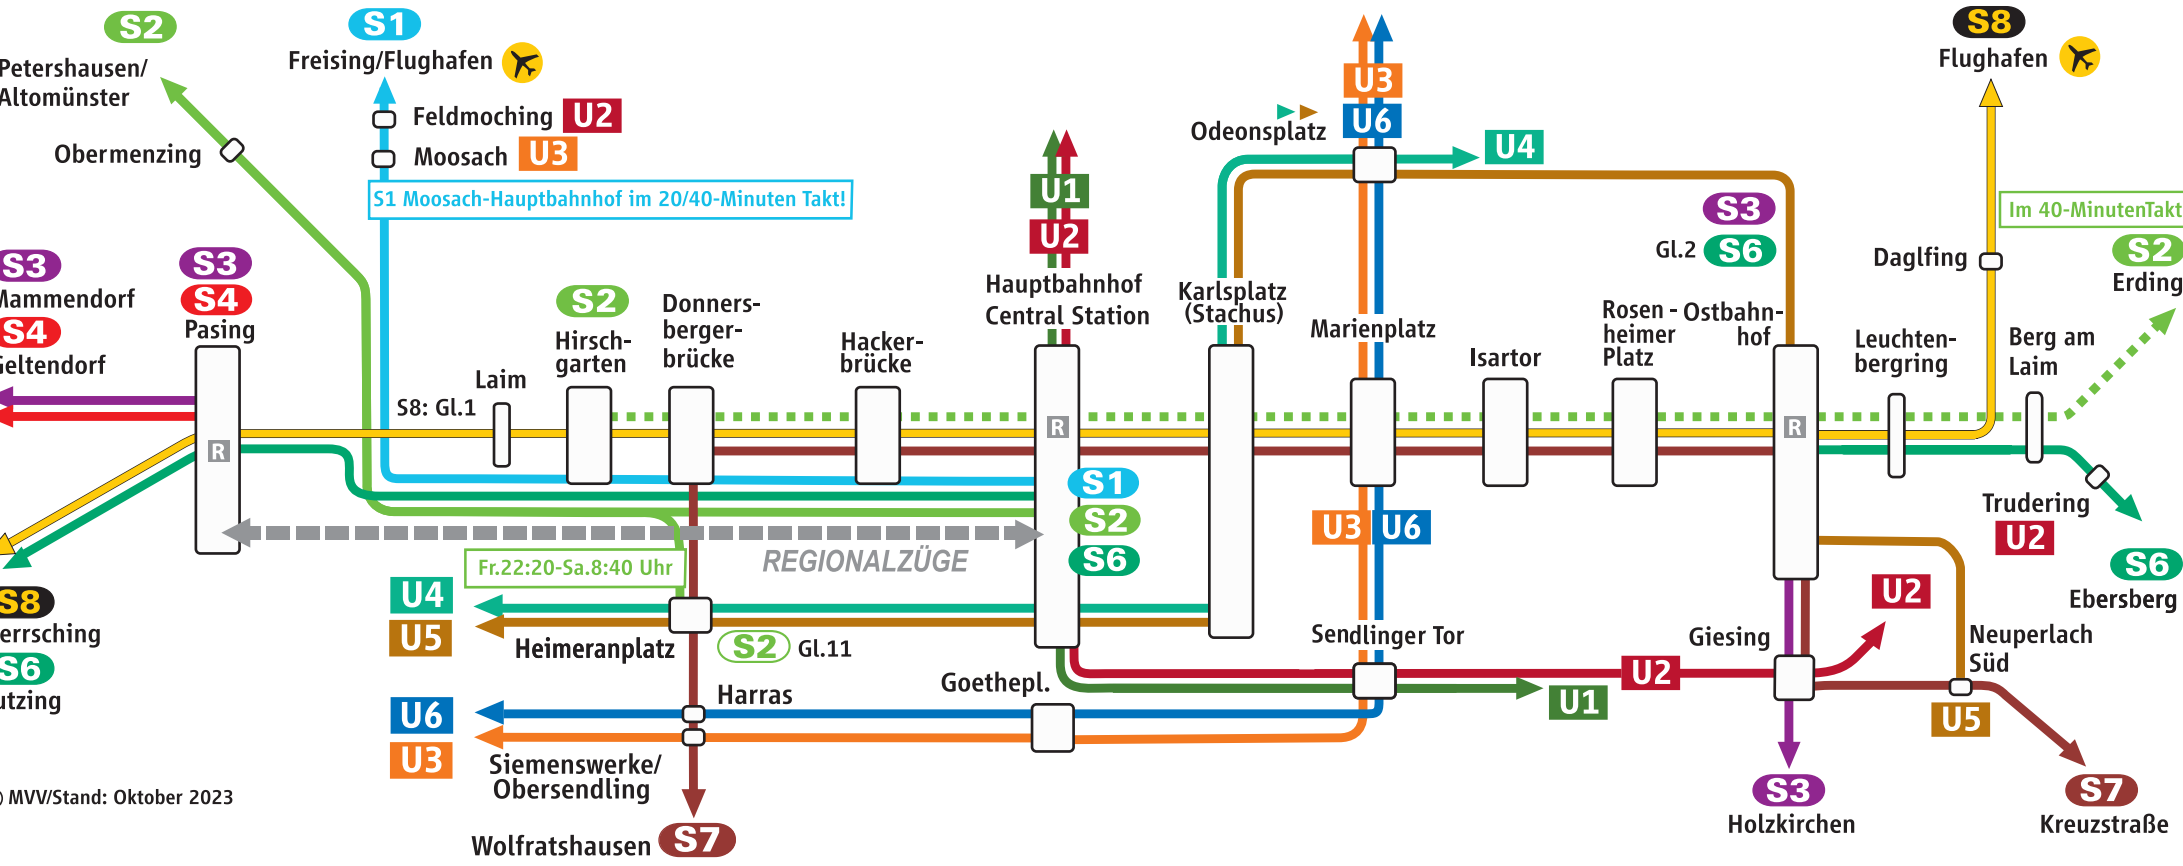 S2
Petershausen/
Altomünster
Obermenzing
S1
Freising/Flughafen
Feldmoching U2
Moosach U3
S1 Moosach-Hauptbahnhof im 20/40-Minuten Takt!
S3
Mammendorf
S4
Geltendorf
S3
S4
Pasing
R
S8: Gl.1
Laim
S2
Hirsch-
garten
Donners-
berger-
brücke
Hacker-
brücke
U1
U2
Hauptbahnhof
Central Station
R
S1
S2
S6
Karlsplatz
(Stachus)
Odeonsplatz
U3
U6
U4
Marienplatz
U3 U6
Isartor
Rosen-
heimer
Platz
S3
Gl.2 S6
Ostbahn-
hof
R
Leuchten-
bergring
S8
Flughafen
Daglfing
Im 40-MinutenTakt
S2
Erding
Berg am
Laim
Trudering
U2
S6
Ebersberg
REGIONALZÜGE
Fr.22:20-Sa.8:40 Uhr
U4
U5
Heimeranplatz
S2 Gl.11
S8
errsching
S6
utzing
U6
U3
Harras
Siemenswerke/
Obersendling
Wolfratshausen S7
Goethepl.
Sendlinger Tor
U1
U2
Giesing
U2
Neuperlach
Süd
U5
S3
Holzkirchen
S7
Kreuzstraße
) MVV/Stand: Oktober 2023